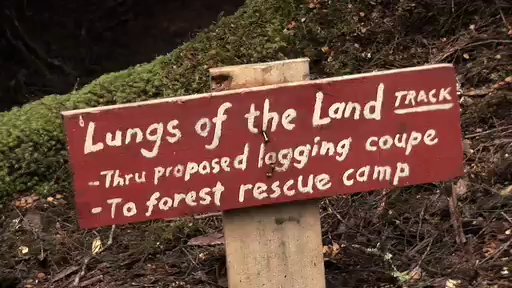 Lungs of the Land TRACK
-Thru proposed logging coupe
-To forest rescue camp